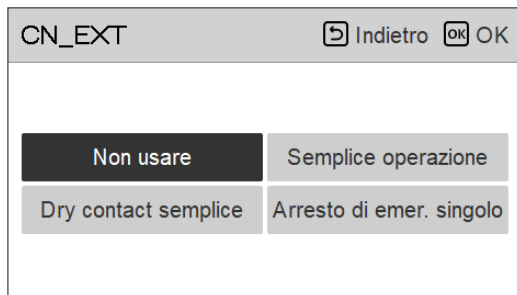 CN_EXT Indietro OK OK
Non usare Semplice operazione
Dry contact semplice Arresto di emer. singolo